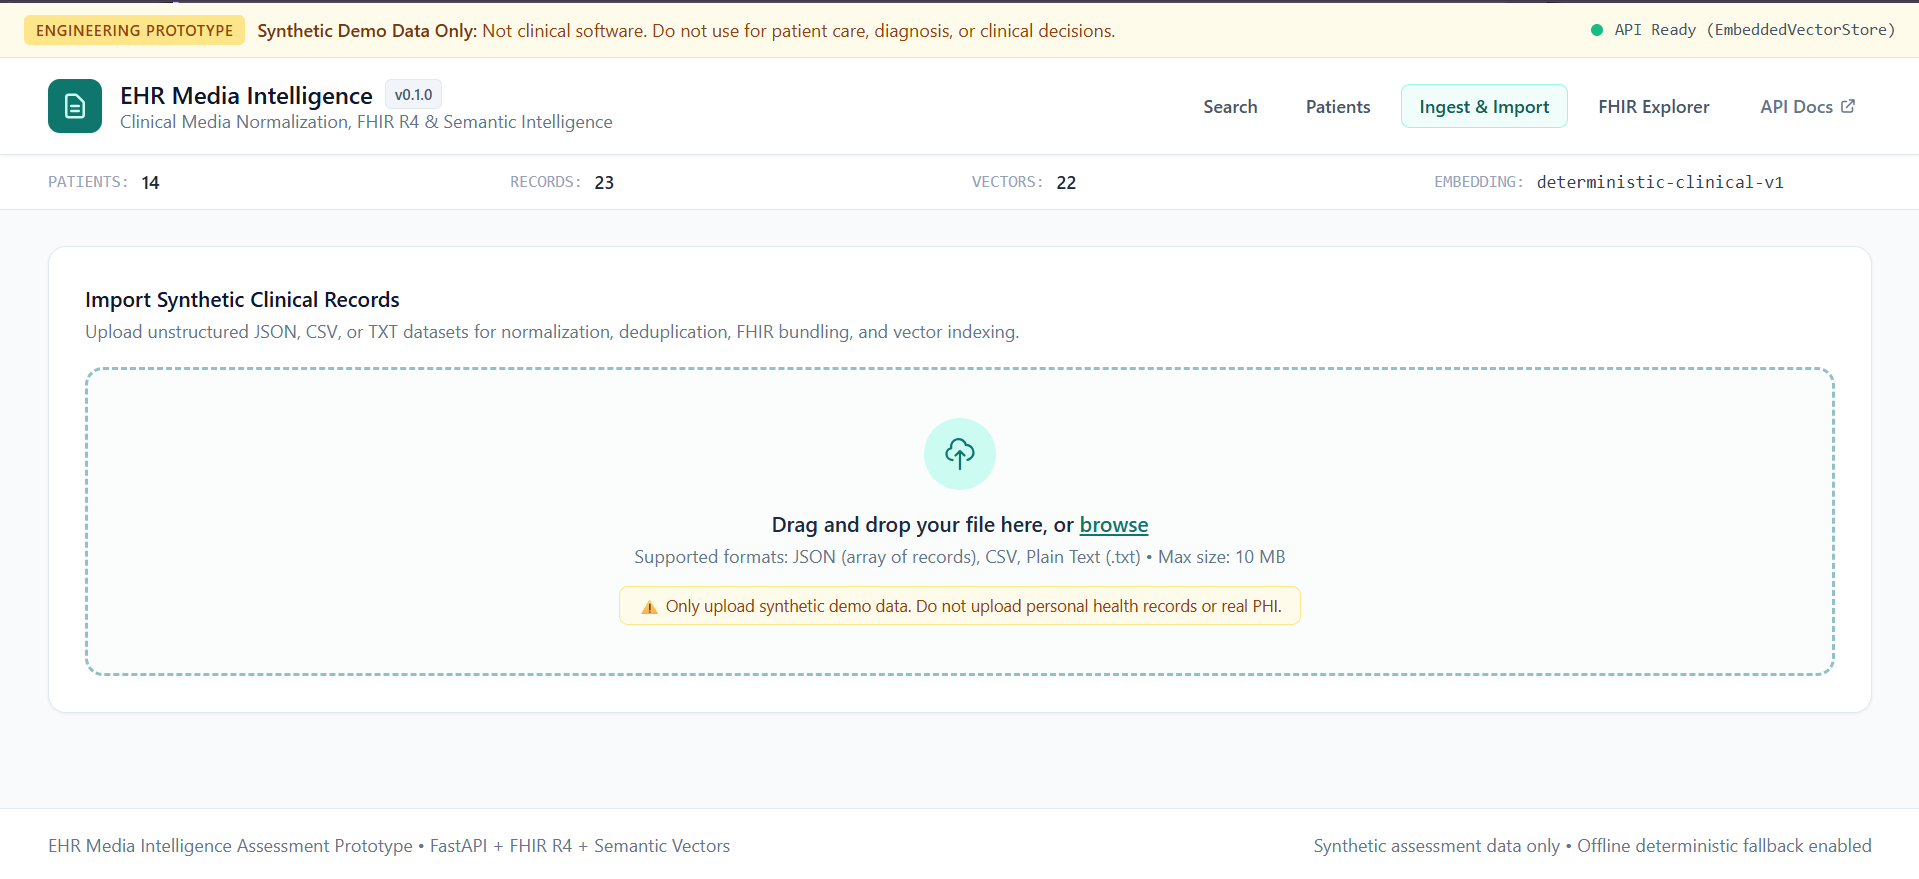 ENGINEERING PROTOTYPE Synthetic Demo Data Only: Not clinical software. Do not use for patient care, diagnosis, or clinical decisions. API Ready (EmbeddedVectorStore)
EHR Media Intelligence v0.1.0
Clinical Media Normalization, FHIR R4 & Semantic Intelligence
Search Patients Ingest & Import FHIR Explorer API Docs
PATIENTS: 14 RECORDS: 23 VECTORS: 22 EMBEDDING: deterministic-clinical-v1
Import Synthetic Clinical Records
Upload unstructured JSON, CSV, or TXT datasets for normalization, deduplication, FHIR bundling, and vector indexing.
Drag and drop your file here, or browse
Supported formats: JSON (array of records), CSV, Plain Text (.txt) • Max size: 10 MB
Only upload synthetic demo data. Do not upload personal health records or real PHI.
EHR Media Intelligence Assessment Prototype • FastAPI + FHIR R4 + Semantic Vectors Synthetic assessment data only • Offline deterministic fallback enabled